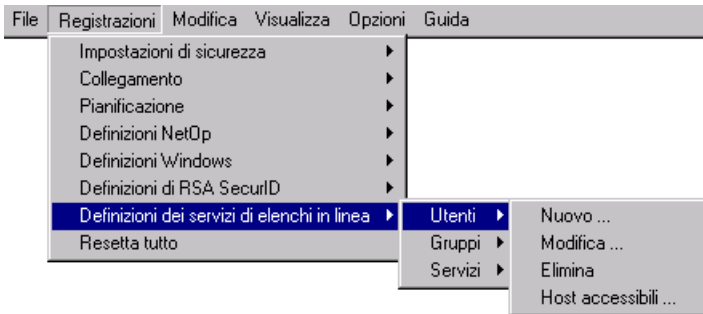 File Registrazioni Modifica Visualizza Opzioni Guida
Impostazioni di sicurezza
Collegamento
Pianificazione
Definizioni NetOp
Definizioni Windows
Definizioni di RSA SecurID
Definizioni dei servizi di elenchi in linea Utenti Nuovo ...
Resetta tutto Gruppi Modifica ...
Servizi Elimina
Host accessibili ...